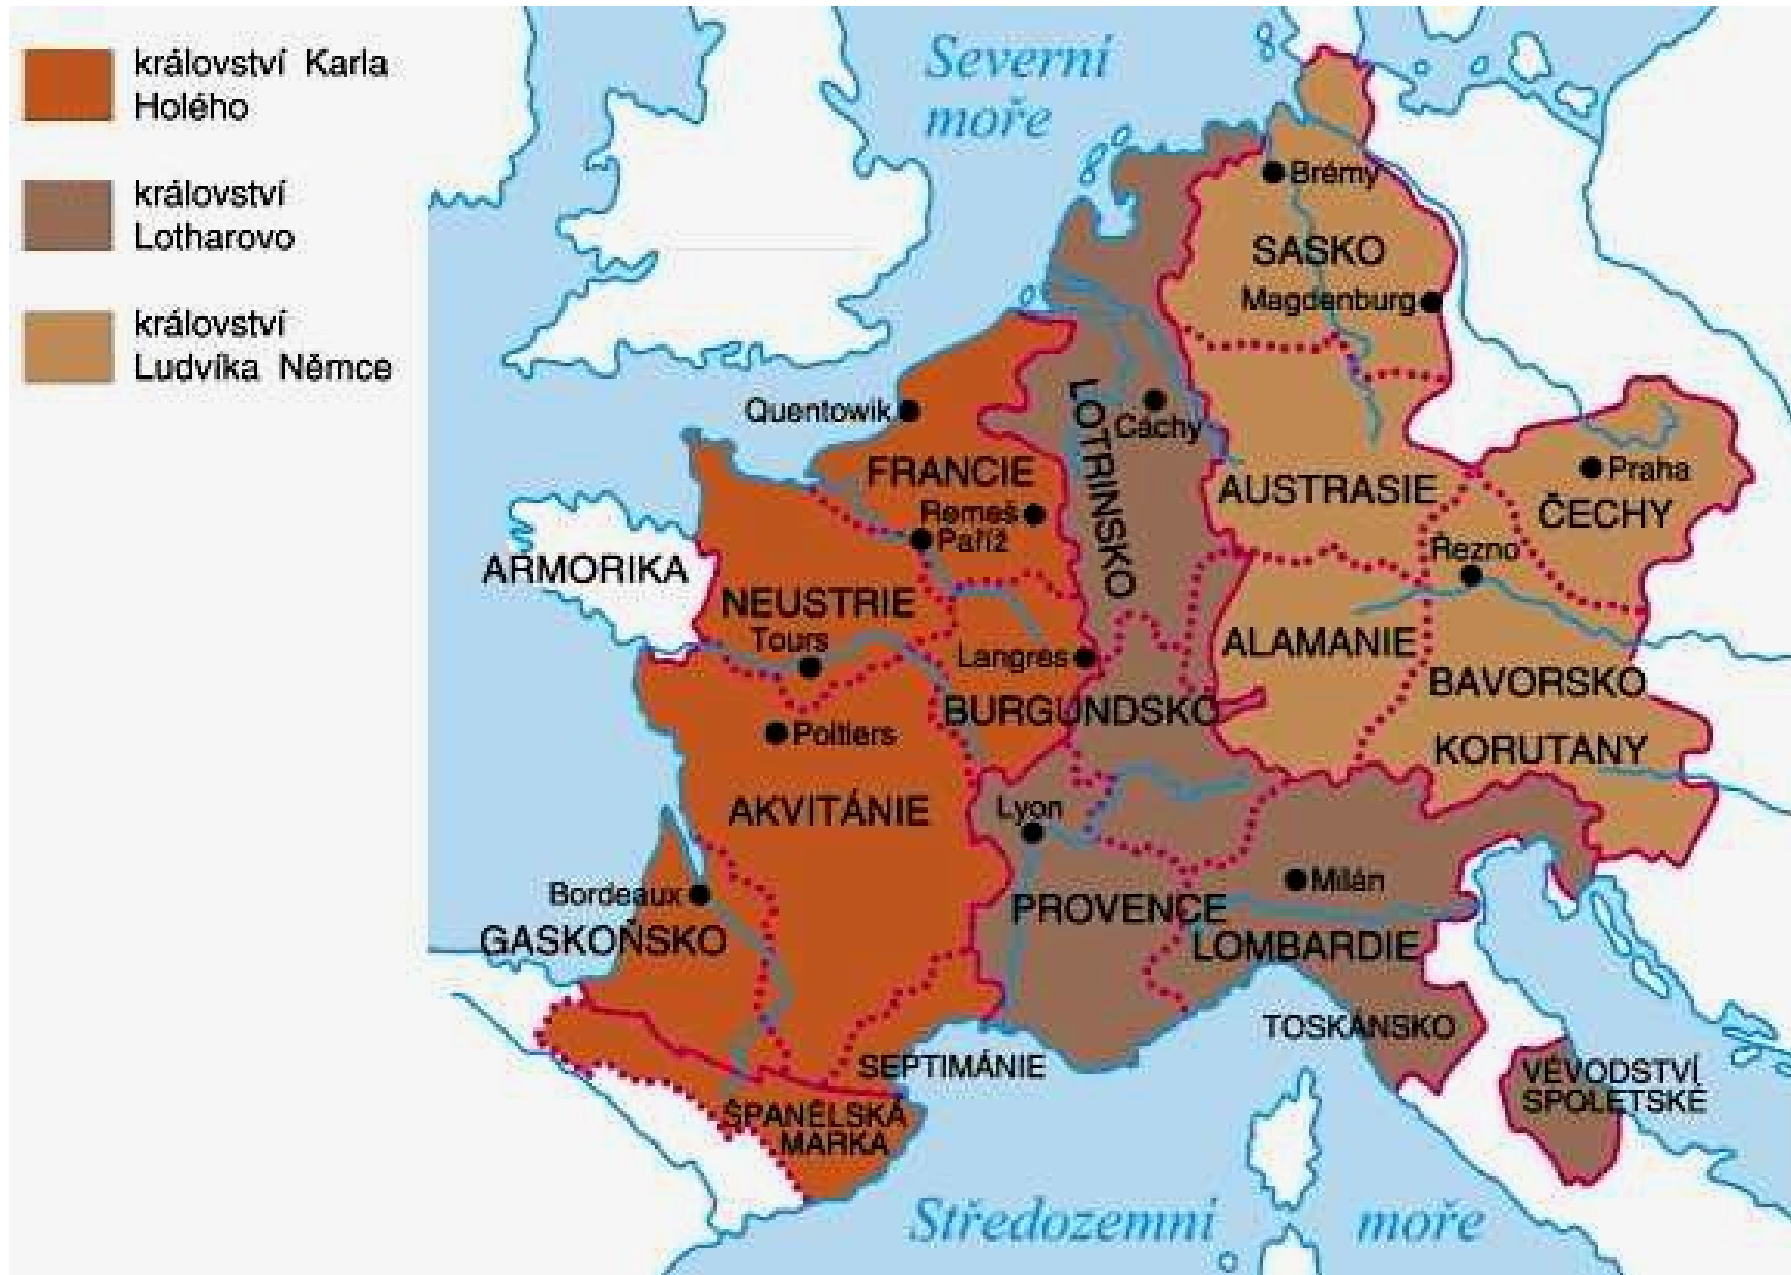 království Karla
Holého
království
Lotharovo
království
Ludvíka Němce
Severní
moře
Brémy
SASKO
Magdenburg
Quentowik
LOTRINSKO
Cáchy
FRANCIE
Remeš
Paříž
AUSTRASIE
Praha
ČECHY
Řezno
ARMORIKA
NEUSTRIE
Tours
Langres
ALAMANIE
BAVORSKO
BURGUNDSKO
Poitiers
KORUTANY
AKVITÁNIE
Lyon
Bordeaux
Milán
PROVENCE
GASKOŇSKO
LOMBARDIE
TOSKÁNSKO
SEPTIMÁNIE
VÉVODSTVÍ
SPOLETSKÉ
ŠPANĚLSKÁ
MARKA
Středozemní moře